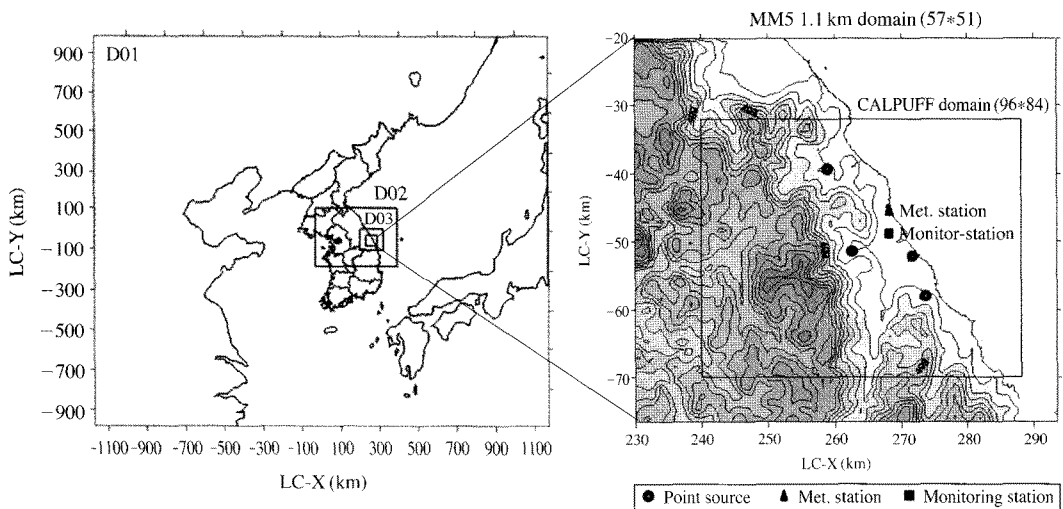 MM5 1.1 km domain (57*51)
D01
D02
D03
900
700
500
300
100
−100
−300
−500
−700
−900
LC-Y (km)
-1100 -900 -700 -500 -300 -100 100 300 500 700 900 1100
LC-X (km)
CALPUFF domain (96*84)
Met. station
Monitor-station
−20
−30
−40
−50
−60
−70
LC-Y (km)
230 240 250 260 270 280 290
LC-X (km)
Point source Met. station Monitoring station